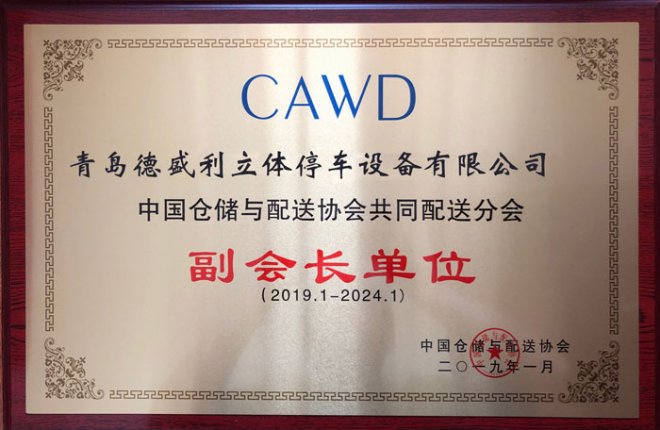 CAWD
青岛德盛利立体停车设备有限公司
中国仓储与配送协会共同配送分会
副会长单位
(2019.1-2024.1)
中国仓储与配送协会
二〇一九年一月